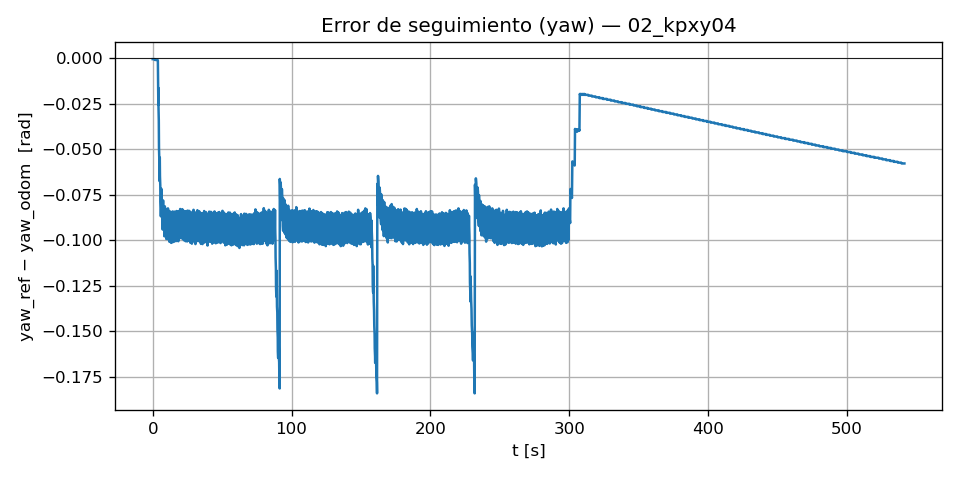 Error de seguimiento (yaw) — 02_kpxy04
yaw_ref − yaw_odom [rad]
0.000
−0.025
−0.050
−0.075
−0.100
−0.125
−0.150
−0.175
0 100 200 300 400 500
t [s]